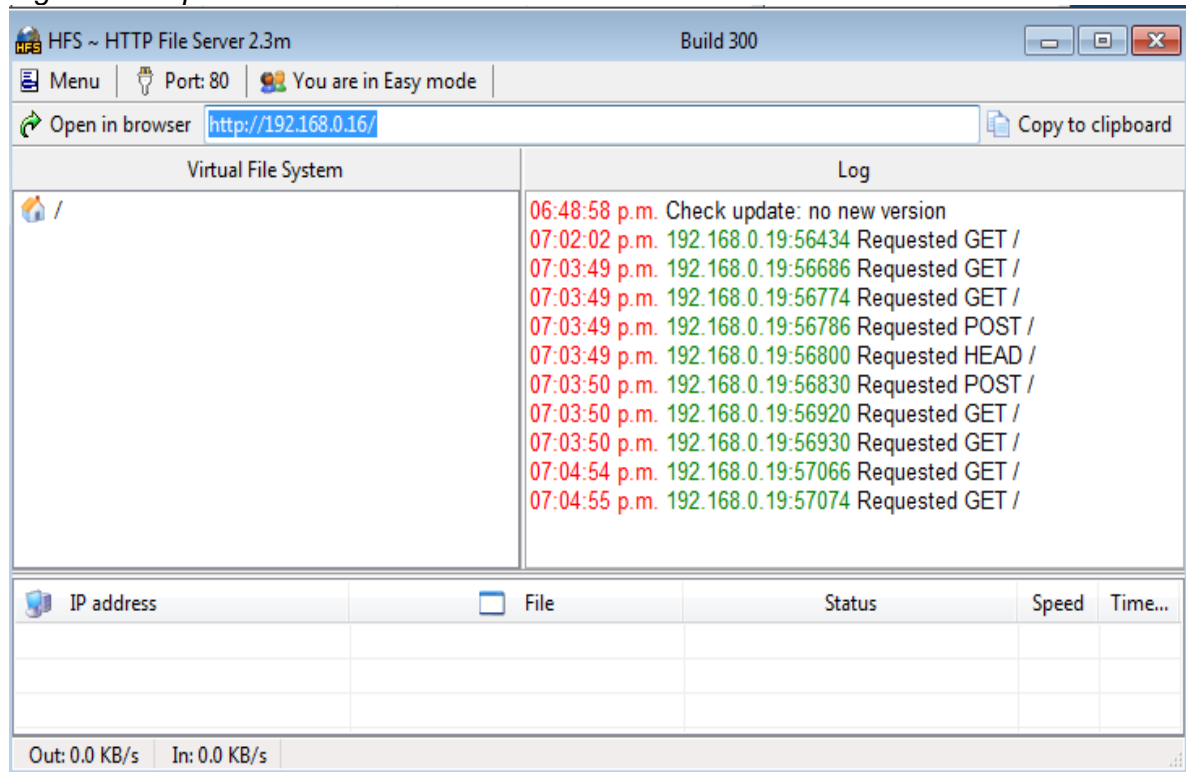 HFS ~ HTTP File Server 2.3m Build 300
Menu Port: 80 You are in Easy mode
Open in browser http://192.168.0.16/ Copy to clipboard
Virtual File System Log
/
06:48:58 p.m. Check update: no new version
07:02:02 p.m. 192.168.0.19:56434 Requested GET /
07:03:49 p.m. 192.168.0.19:56686 Requested GET /
07:03:49 p.m. 192.168.0.19:56774 Requested GET /
07:03:49 p.m. 192.168.0.19:56786 Requested POST /
07:03:49 p.m. 192.168.0.19:56800 Requested HEAD /
07:03:50 p.m. 192.168.0.19:56830 Requested POST /
07:03:50 p.m. 192.168.0.19:56920 Requested GET /
07:03:50 p.m. 192.168.0.19:56930 Requested GET /
07:04:54 p.m. 192.168.0.19:57066 Requested GET /
07:04:55 p.m. 192.168.0.19:57074 Requested GET /
IP address File Status Speed Time...
Out: 0.0 KB/s In: 0.0 KB/s